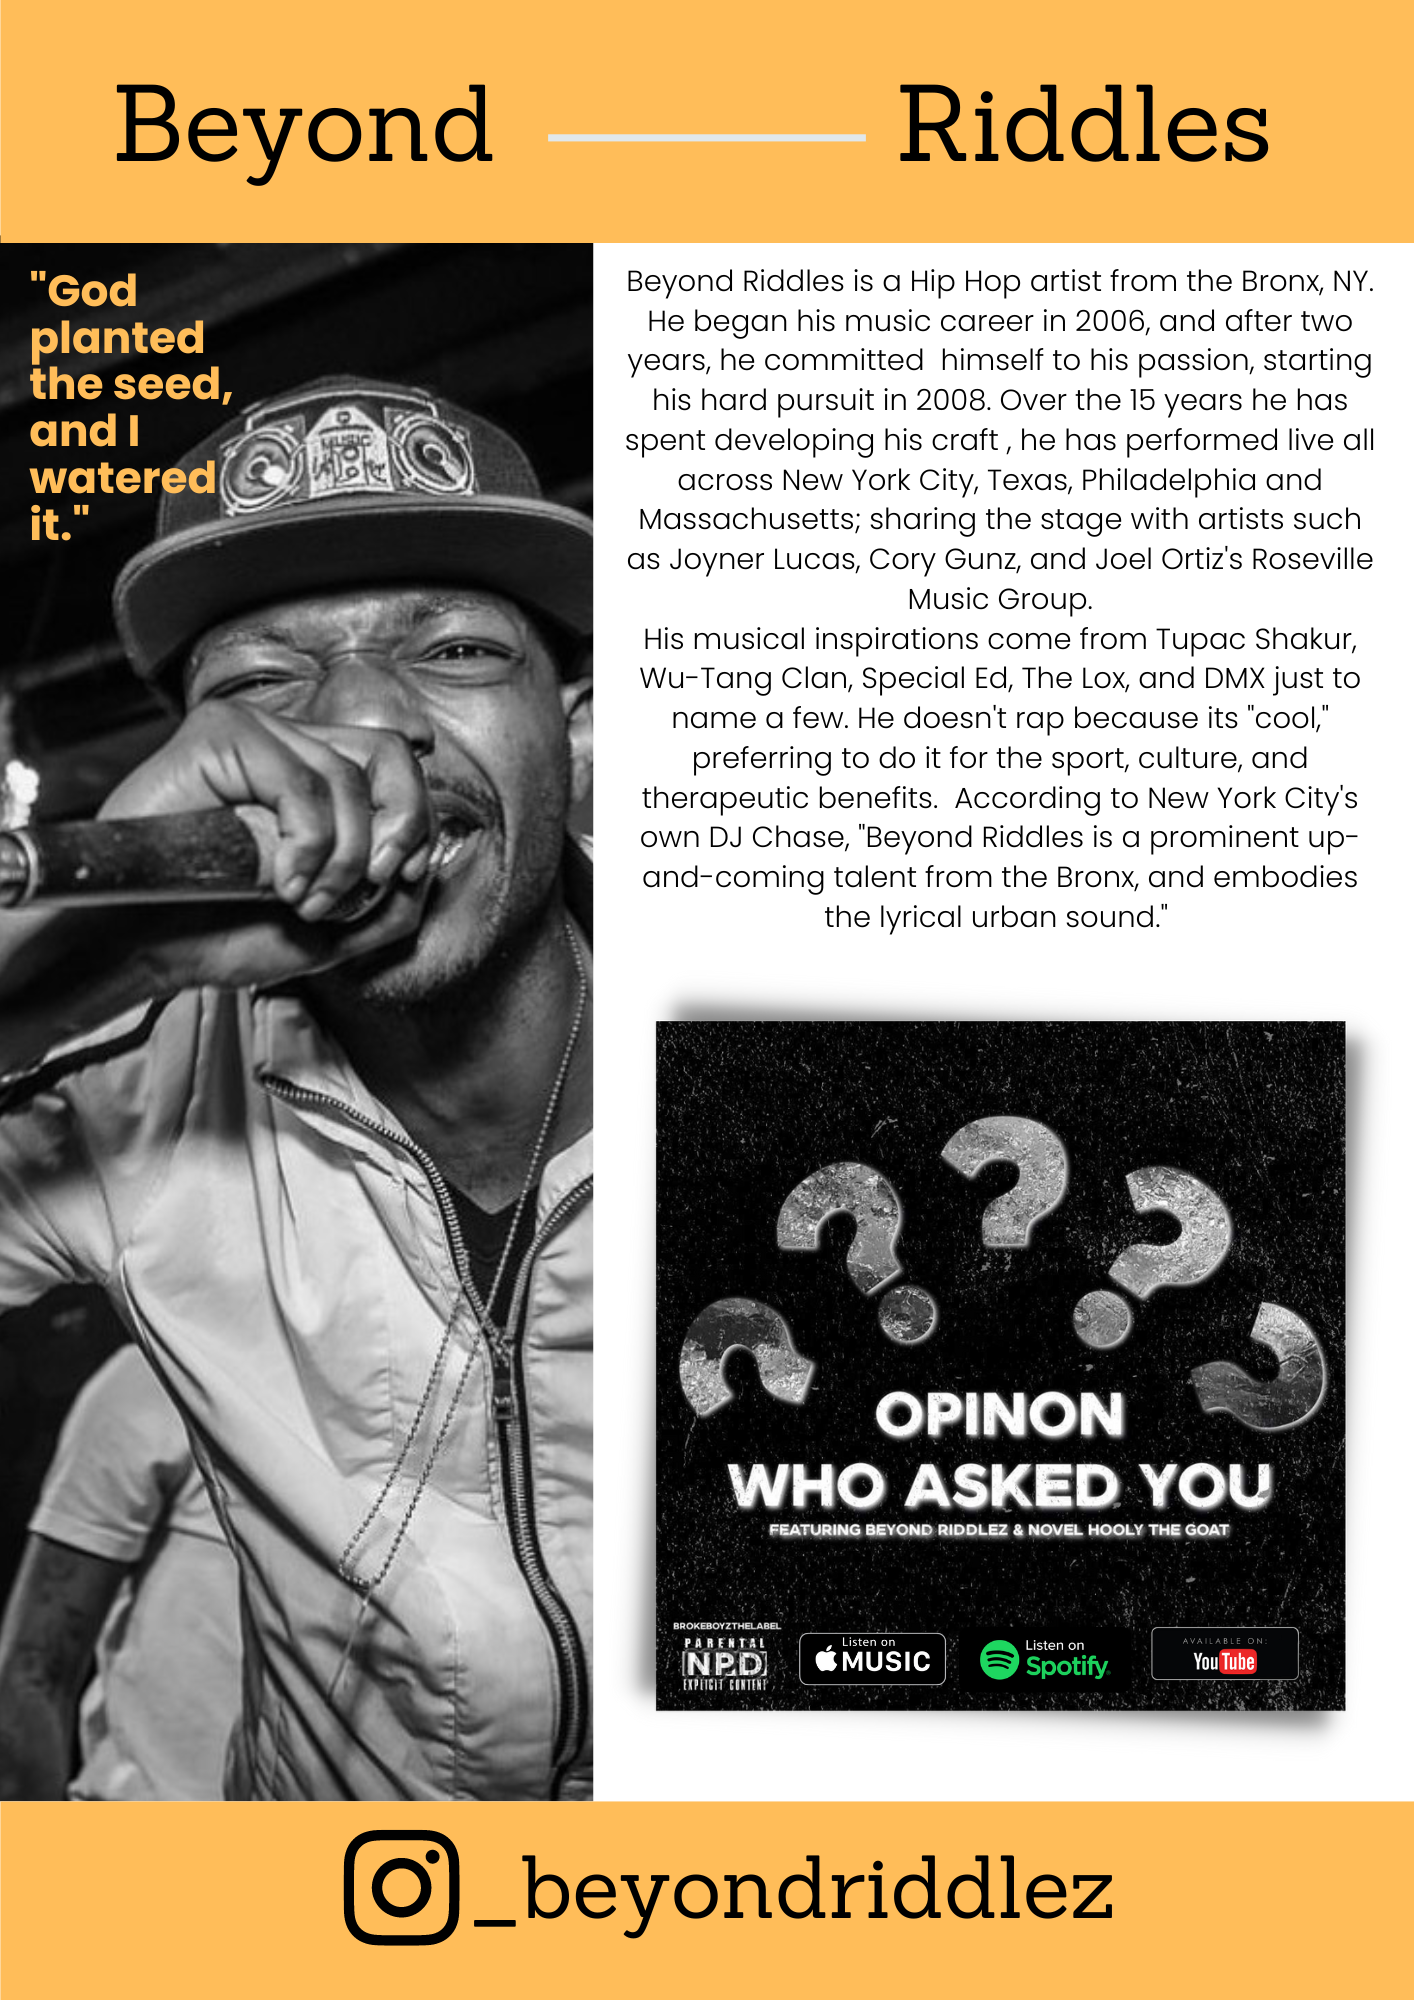 Beyond Riddles
"God
planted
the seed,
and I
watered
it."
Beyond Riddles is a Hip Hop artist from the Bronx, NY.
He began his music career in 2006, and after two
years, he committed  himself to his passion, starting
his hard pursuit in 2008. Over the 15 years he has
spent developing his craft , he has performed live all
across New York City, Texas, Philadelphia and
Massachusetts; sharing the stage with artists such
as Joyner Lucas, Cory Gunz, and Joel Ortiz's Roseville
Music Group.
His musical inspirations come from Tupac Shakur,
Wu-Tang Clan, Special Ed, The Lox, and DMX just to
name a few. He doesn't rap because its "cool,"
preferring to do it for the sport, culture, and
therapeutic benefits.  According to New York City's
own DJ Chase, "Beyond Riddles is a prominent up-
and-coming talent from the Bronx, and embodies
the lyrical urban sound."
MUSIC
OPINON
WHO ASKED YOU
FEATURING BEYOND RIDDLEZ & NOVEL HOOLY THE GOAT
BROKEBOYZTHELABEL
PARENTAL
NPD
EXPLICIT CONTENT
Listen on
MUSIC
Listen on
Spotify
AVAILABLE ON:
YouTube
_beyondriddlez